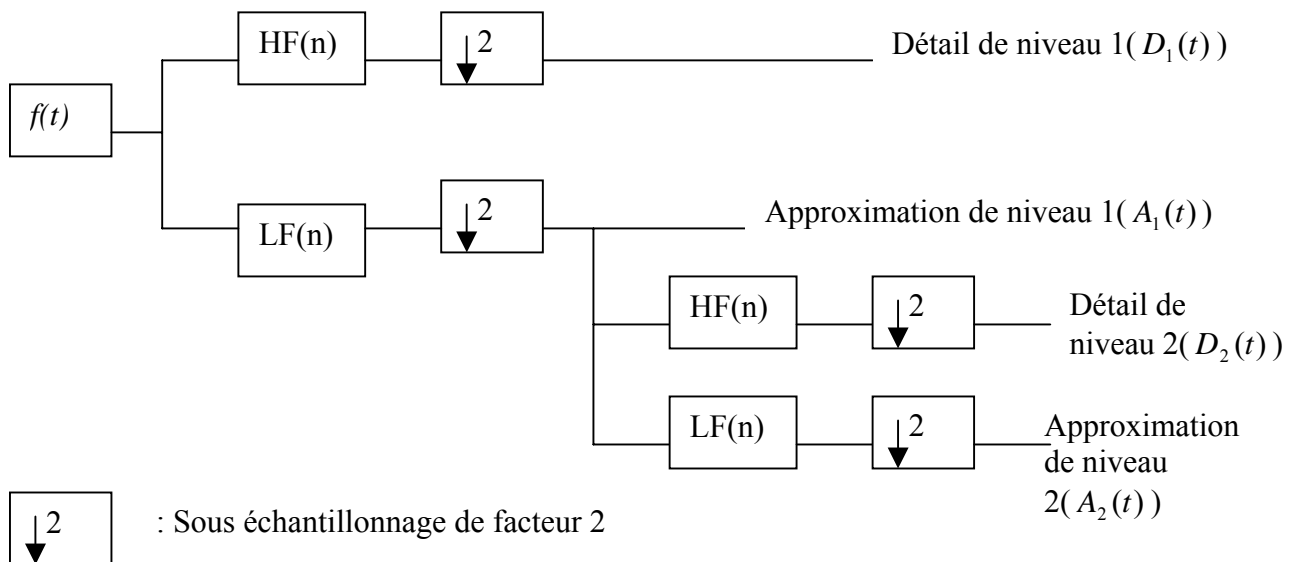 HF(n)
2
Détail de niveau 1( D₁(t) )
f(t)
LF(n)
2
Approximation de niveau 1( A₁(t) )
HF(n)
2
Détail de
niveau 2( D₂(t) )
LF(n)
2
Approximation
de niveau
2( A₂(t) )
2
: Sous échantillonnage de facteur 2